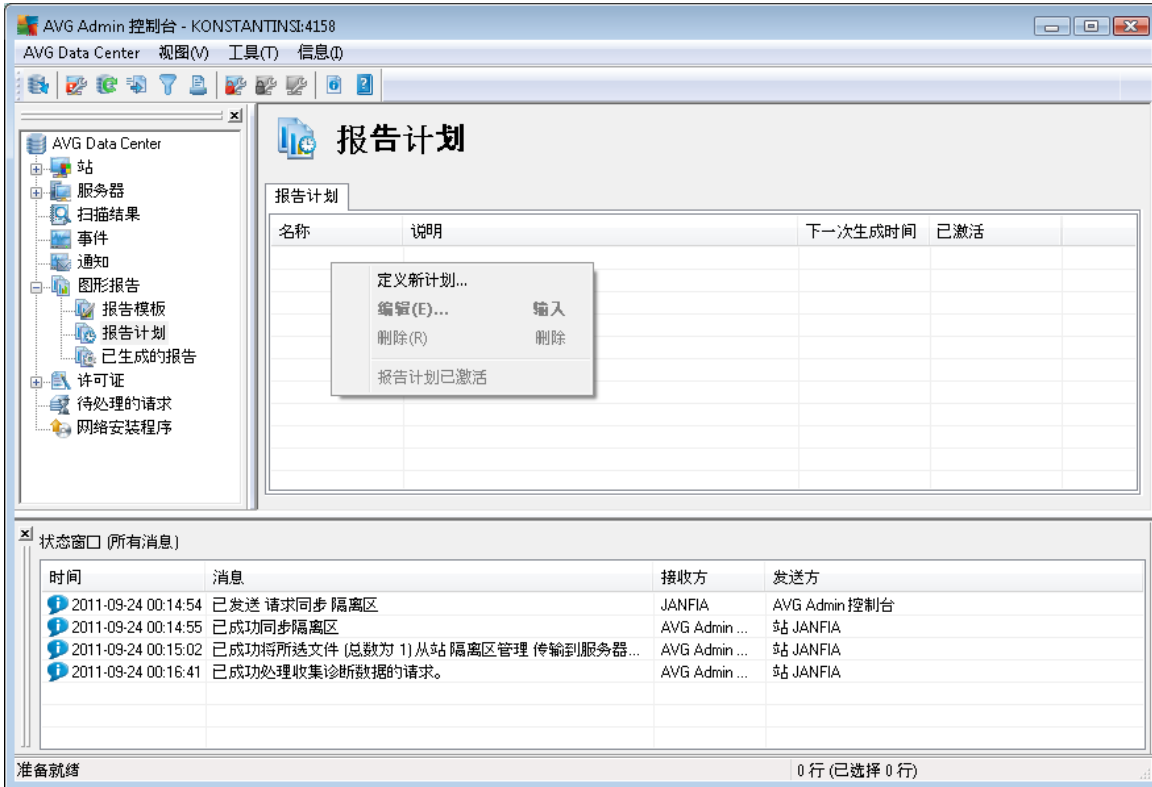 AVG Admin 控制台 - KONSTANTINSI:4158
AVG Data Center 视图(V) 工具(T) 信息(I)
AVG Data Center
站
服务器
扫描结果
事件
通知
图形报告
报告模板
报告计划
已生成的报告
许可证
待处理的请求
网络安装程序
报告计划
报告计划
名称 说明 下一次生成时间 已激活
定义新计划...
编辑(E)... 输入
删除(R) 删除
报告计划已激活
状态窗口 (所有消息)
时间 消息 接收方 发送方
2011-09-24 00:14:54 已发送 请求同步 隔离区 JANFIA AVG Admin 控制台
2011-09-24 00:14:55 已成功同步隔离区 AVG Admin ... 站 JANFIA
2011-09-24 00:15:02 已成功将所选文件 (总数为 1) 从站 隔离区管理 传输到服务器... AVG Admin ... 站 JANFIA
2011-09-24 00:16:41 已成功处理收集诊断数据的请求。 AVG Admin ... 站 JANFIA
准备就绪 0 行 (已选择 0 行)